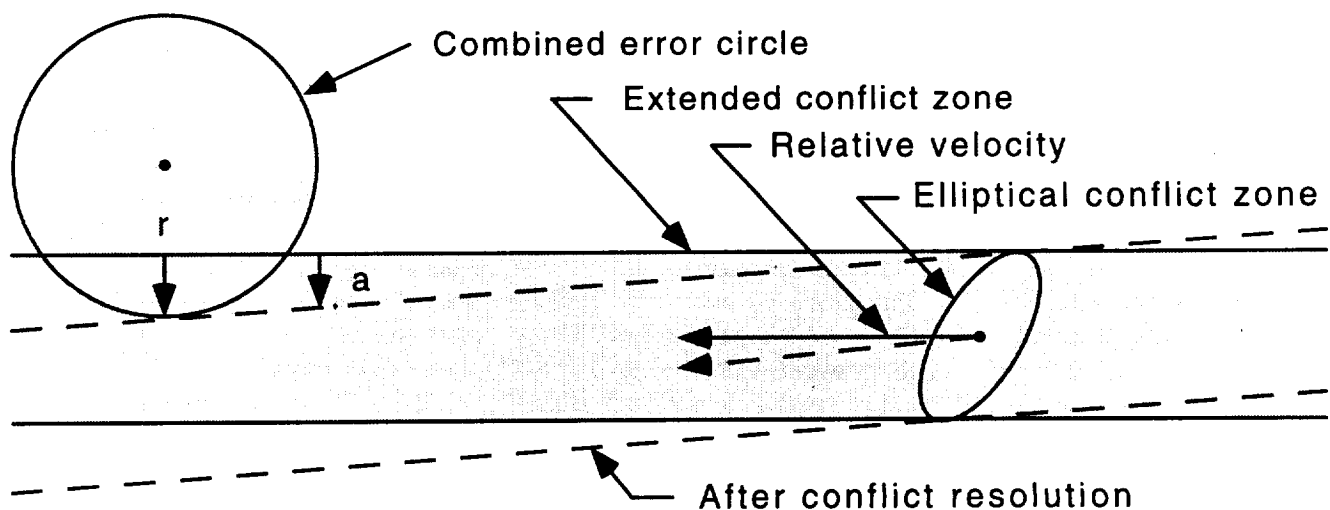 Combined error circle
Extended conflict zone
Relative velocity
Elliptical conflict zone
r
a
After conflict resolution